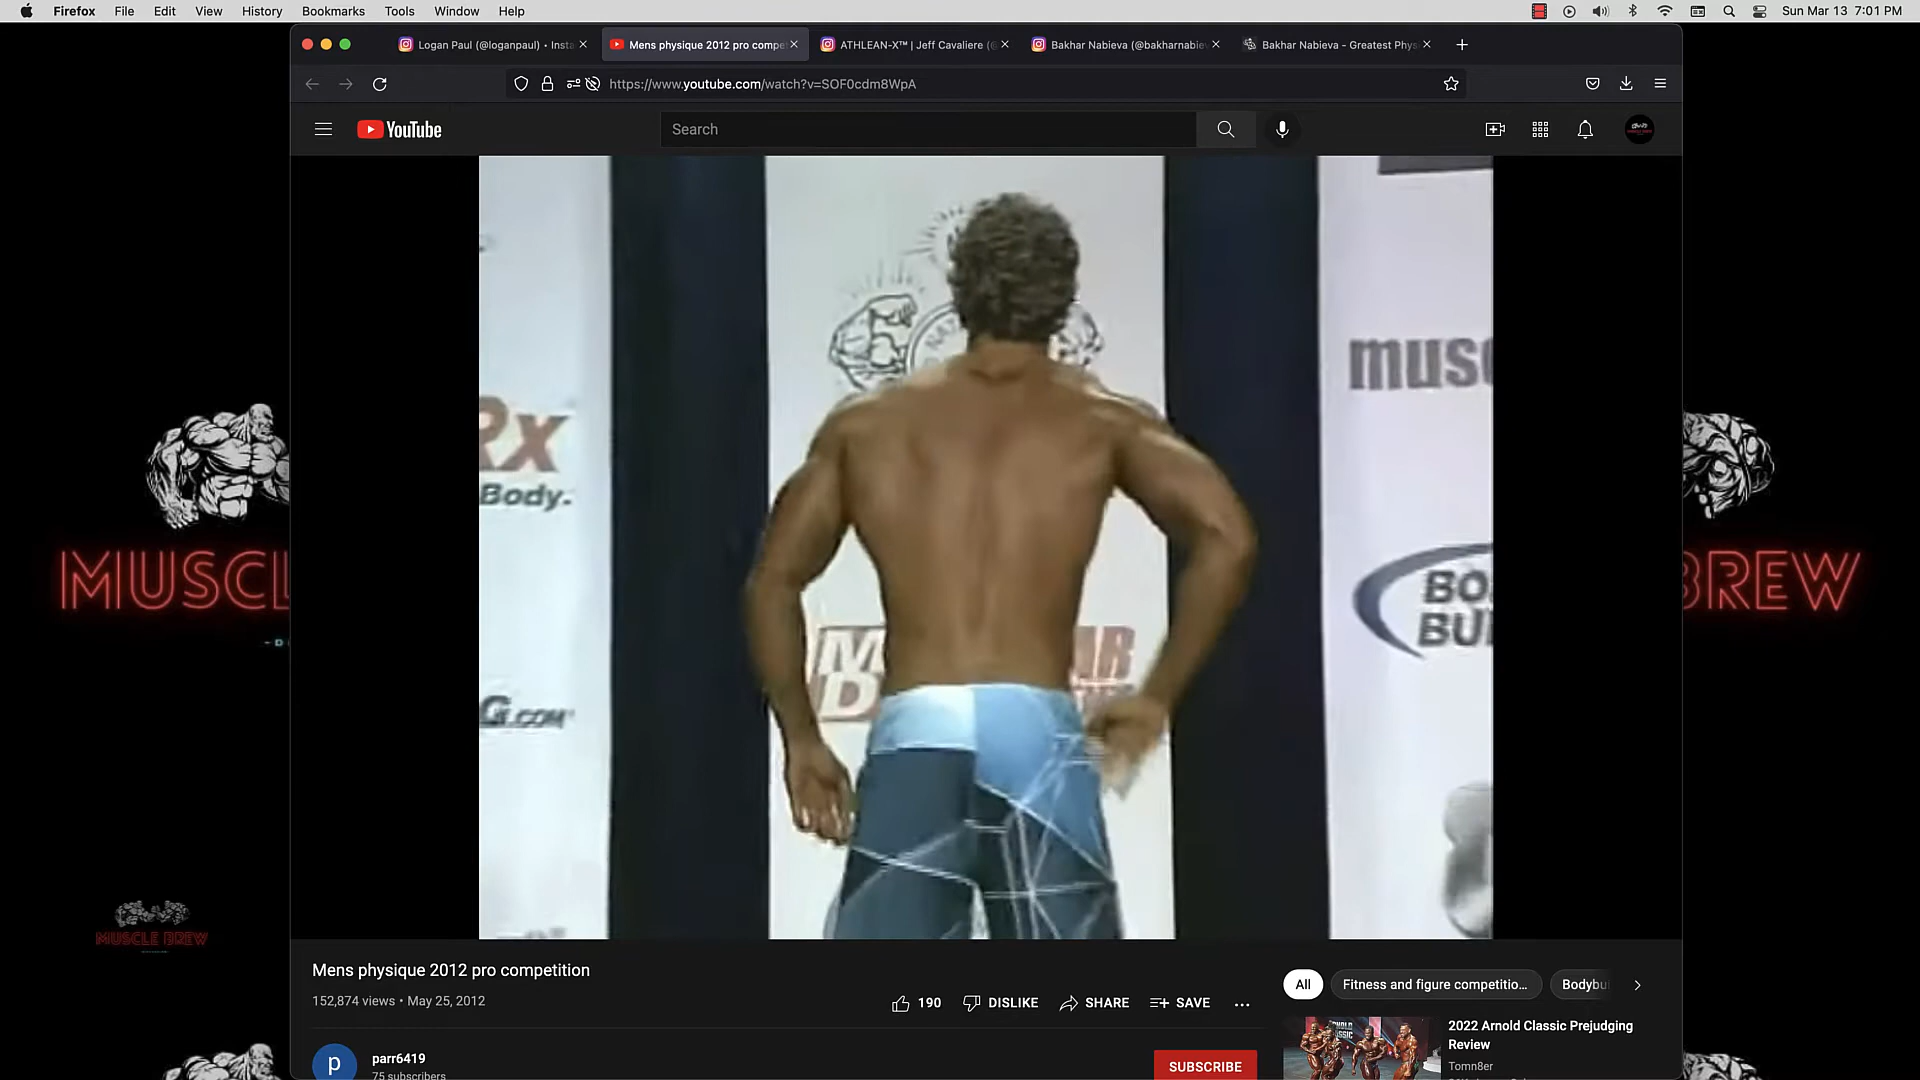 Firefox File Edit View History Bookmarks Tools Window Help Sun Mar 13 7:01 PM
Logan Paul (@loganpaul) • Insta Mens physique 2012 pro compe ATHLEAN-X™ | Jeff Cavaliere (@ Bakhar Nabieva (@bakharnabie Bakhar Nabieva - Greatest Phys
https://www.youtube.com/watch?v=SOF0cdm8WpA
YouTube Search
musc
Rx
Body.
BO
BUI
MUSCL
BREW
M
D
G.COM
MUSCLE BREW
Mens physique 2012 pro competition
152,874 views • May 25, 2012
190 DISLIKE SHARE SAVE
All Fitness and figure competitio... Bodybu
p
parr6419
75 subscribers
SUBSCRIBE
2022 Arnold Classic Prejudging
Review
Tomn8er